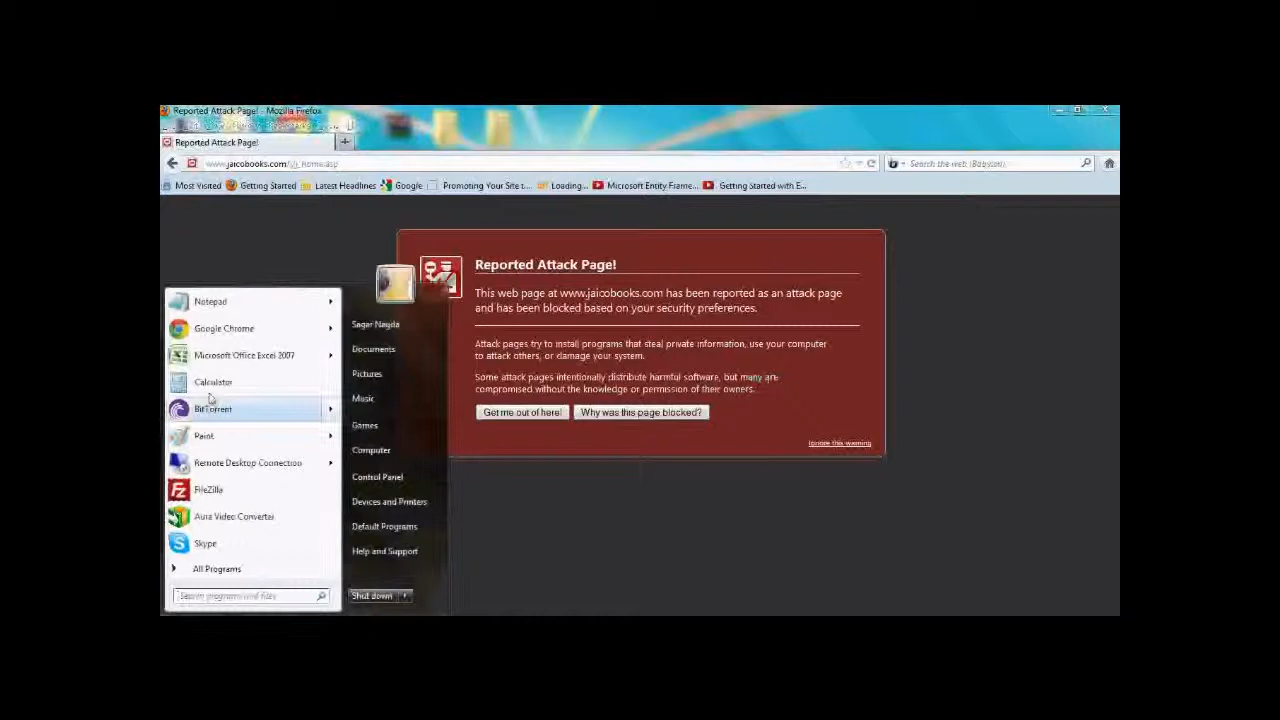 Reported Attack Page! - Mozilla Firefox
Reported Attack Page!
www.jaicobooks.com/j/j_home.asp
Search the web (Babylon)
Most Visited
Getting Started
Latest Headlines
Google
Promoting Your Site t...
Loading...
Microsoft Entity Frame...
Getting Started with E...
Reported Attack Page!
This web page at www.jaicobooks.com has been reported as an attack page
and has been blocked based on your security preferences.
Attack pages try to install programs that steal private information, use your computer
to attack others, or damage your system.
Some attack pages intentionally distribute harmful software, but many are
compromised without the knowledge or permission of their owners.
Get me out of here!
Why was this page blocked?
Ignore this warning
Notepad
Google Chrome
Microsoft Office Excel 2007
Calculator
BitTorrent
Paint
Remote Desktop Connection
FileZilla
Aura Video Converter
Skype
All Programs
Search programs and files
Sagar Nagda
Documents
Pictures
Music
Games
Computer
Control Panel
Devices and Printers
Default Programs
Help and Support
Shut down